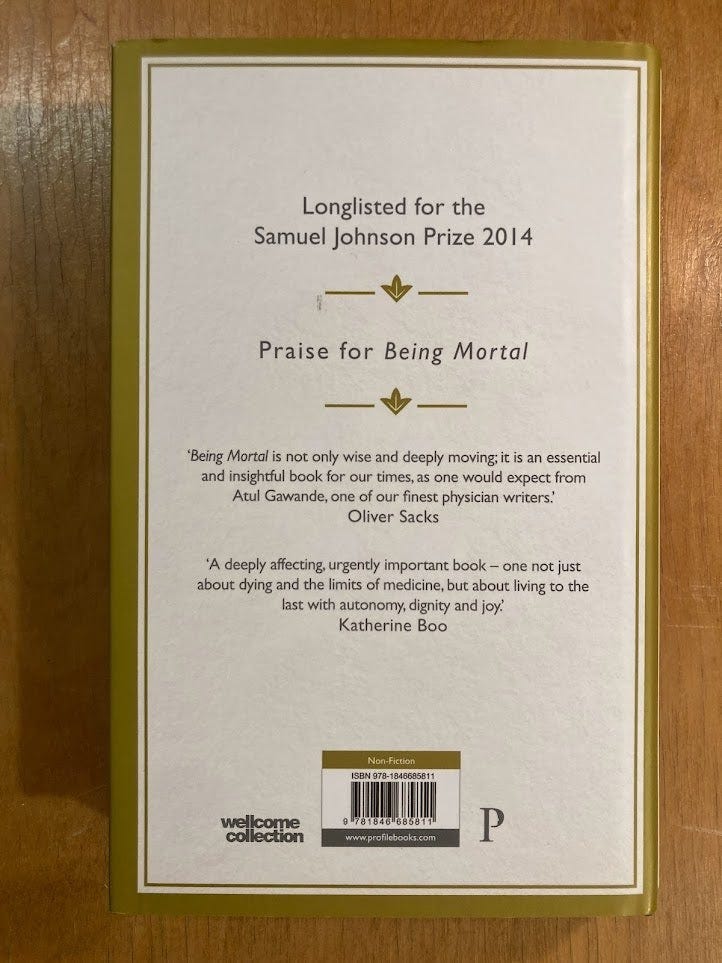 Longlisted for the
Samuel Johnson Prize 2014
Praise for Being Mortal
‘Being Mortal is not only wise and deeply moving; it is an essential
and insightful book for our times, as one would expect from
Atul Gawande, one of our finest physician writers.’
Oliver Sacks
‘A deeply affecting, urgently important book – one not just
about dying and the limits of medicine, but about living to the
last with autonomy, dignity and joy.’
Katherine Boo
Non-Fiction
ISBN 978-1846685811
9 781846 685811
www.profilebooks.com
wellcome
collection
P